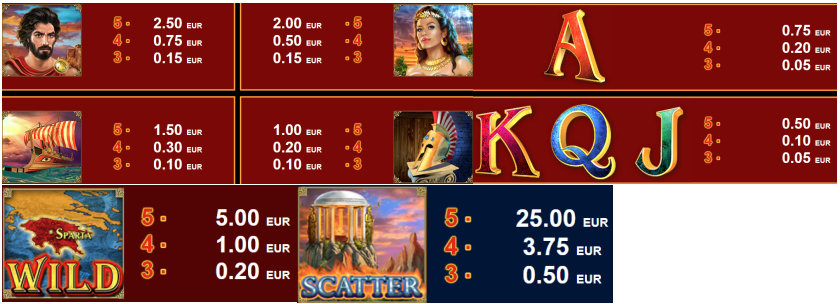 5 - 2.50 EUR
4 - 0.75 EUR
3 - 0.15 EUR
2.00 EUR - 5
0.50 EUR - 4
0.15 EUR - 3
A
5 - 0.75 EUR
4 - 0.20 EUR
3 - 0.05 EUR
5 - 1.50 EUR
4 - 0.30 EUR
3 - 0.10 EUR
1.00 EUR - 5
0.20 EUR - 4
0.10 EUR - 3
K Q J
5 - 0.50 EUR
4 - 0.10 EUR
3 - 0.05 EUR
SPARTA
WILD
5 - 5.00 EUR
4 - 1.00 EUR
3 - 0.20 EUR
SCATTER
5 - 25.00 EUR
4 - 3.75 EUR
3 - 0.50 EUR